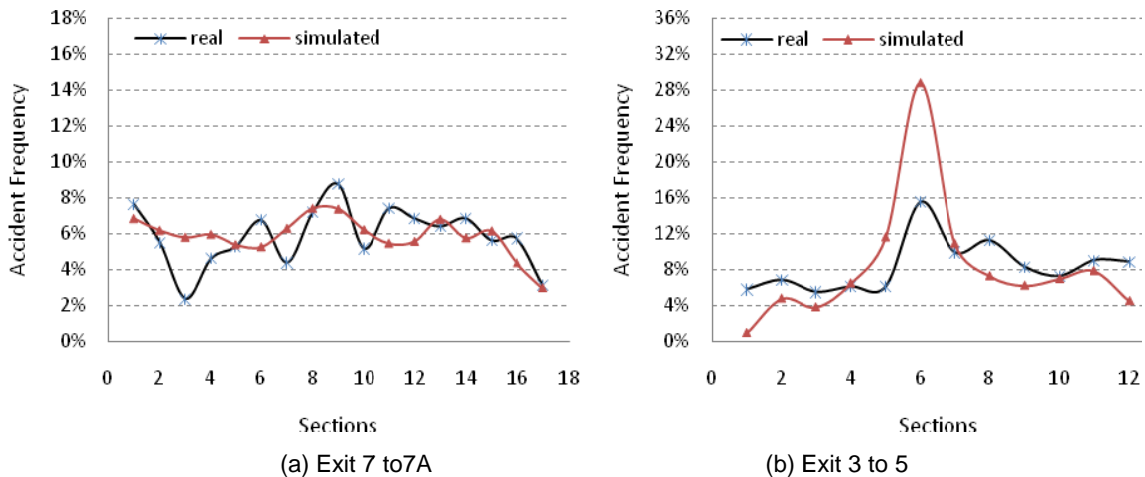 18%
16%
14%
12%
10%
8%
6%
4%
2%
0%
Accident Frequency
real
simulated
0 2 4 6 8 10 12 14 16 18
Sections
(a) Exit 7 to7A
36%
32%
28%
24%
20%
16%
12%
8%
4%
0%
Accident Frequency
real
simulated
0 2 4 6 8 10 12
Sections
(b) Exit 3 to 5